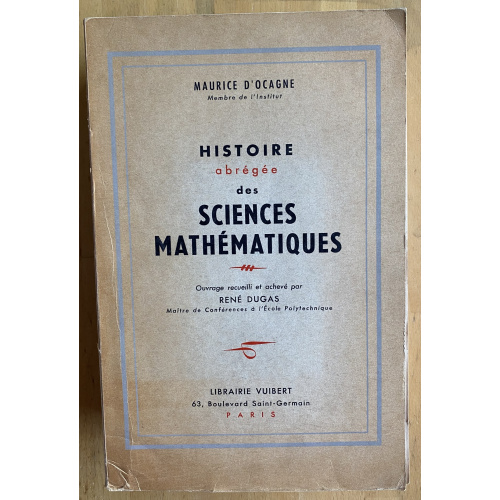 MAURICE D'OCAGNE
Membre de l'Institut
HISTOIRE
abrégée
des
SCIENCES
MATHÉMATIQUES
Ouvrage recueilli et achevé par
RENÉ DUGAS
Maître de Conférences à l'École Polytechnique
LIBRAIRIE VUIBERT
63, Boulevard Saint-Germain
PARIS